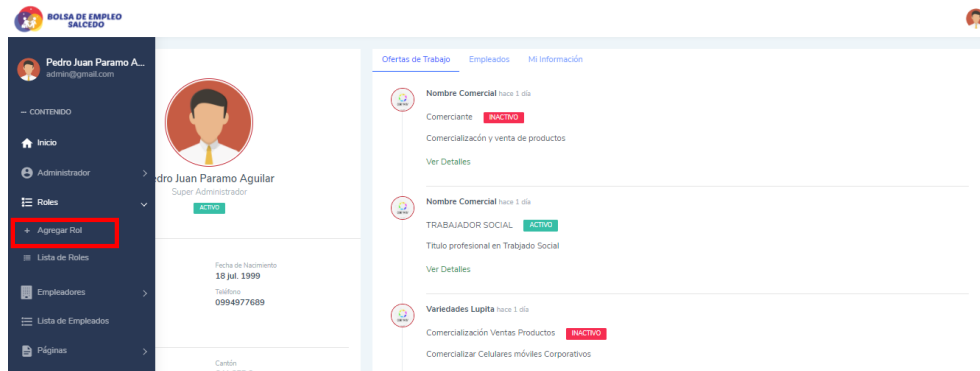 BOLSA DE EMPLEO
SALCEDO
Pedro Juan Paramo A...
admin@gmail.com
-- CONTENIDO
Inicio
Administrador
Roles
+ Agregar Rol
Lista de Roles
Empleadores
Lista de Empleados
Páginas
edro Juan Paramo Aguilar
Super Administrador
ACTIVO
Fecha de Nacimiento
18 jul. 1999
Teléfono
0994977689
Cantón
Ofertas de Trabajo Empleados Mi Información
Nombre Comercial hace 1 día
Comerciante INACTIVO
Comercializacón y venta de productos
Ver Detalles
Nombre Comercial hace 1 día
TRABAJADOR SOCIAL ACTIVO
Titulo profesional en Trabjado Social
Ver Detalles
Variedades Lupita hace 1 día
Comercialización Ventas Productos INACTIVO
Comercializar Celulares móviles Corporativos